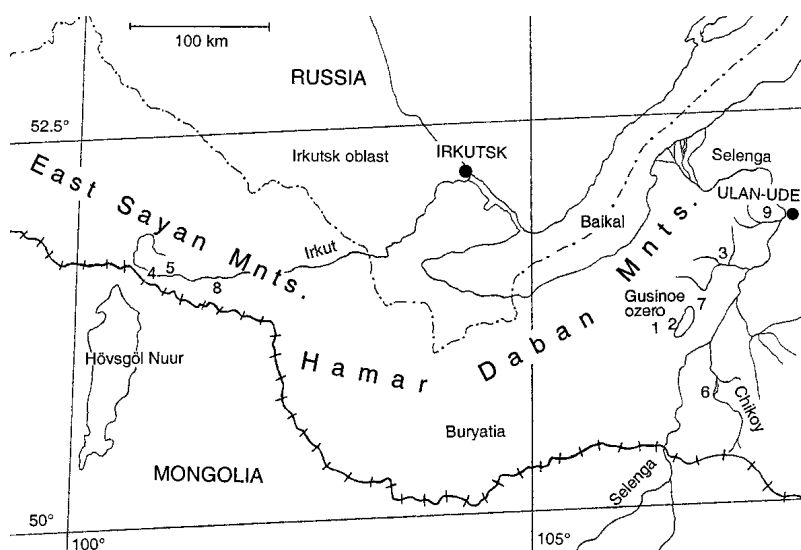 100 km
RUSSIA
52.5°
Irkutsk oblast
IRKUTSK
Selenga
East Sayan Mnts.
ULAN-UDE
9
Baikal
Irkut
3
5
4
8
Gusinoe
ozero
7
1 2
Hövsgöl Nuur
Hamar Daban Mnts.
6
Chikoy
Buryatia
MONGOLIA
Selenga
50°
100°
105°